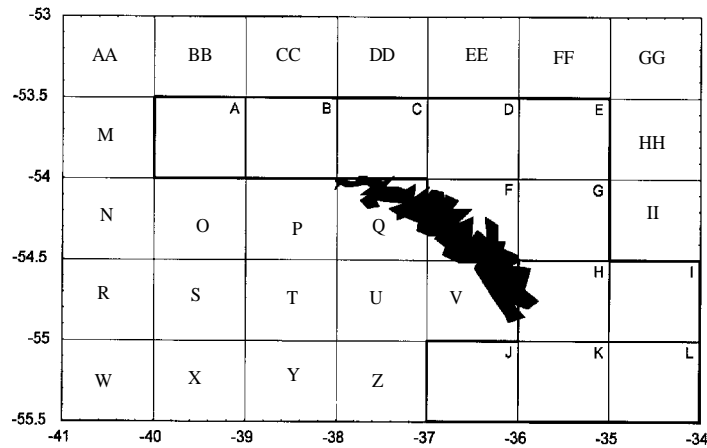 -53
AA BB CC DD EE FF GG
-53.5
A B C D E
M HH
-54
F G
N O P Q II
-54.5
H I
R S T U V
-55
J K L
W X Y Z
-55.5
-41 -40 -39 -38 -37 -36 -35 -34